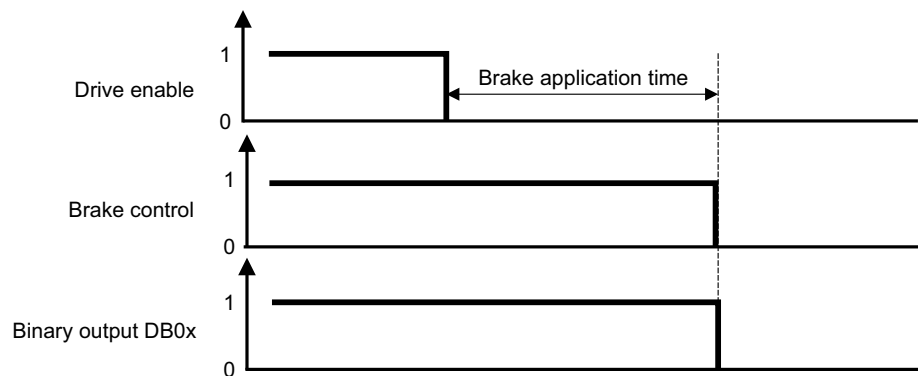 1
Drive enable
Brake application time
0
1
Brake control
0
1
Binary output DB0x
0